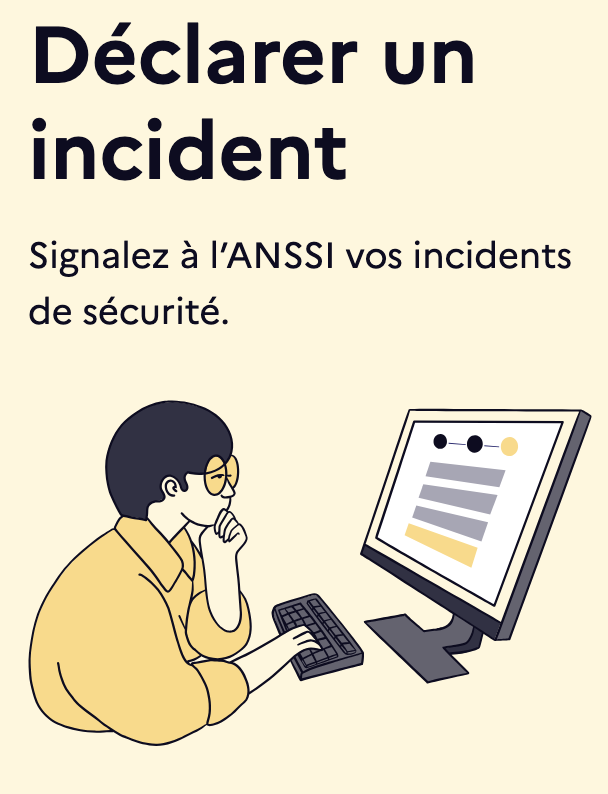 Déclarer un
incident
Signalez à l’ANSSI vos incidents
de sécurité.